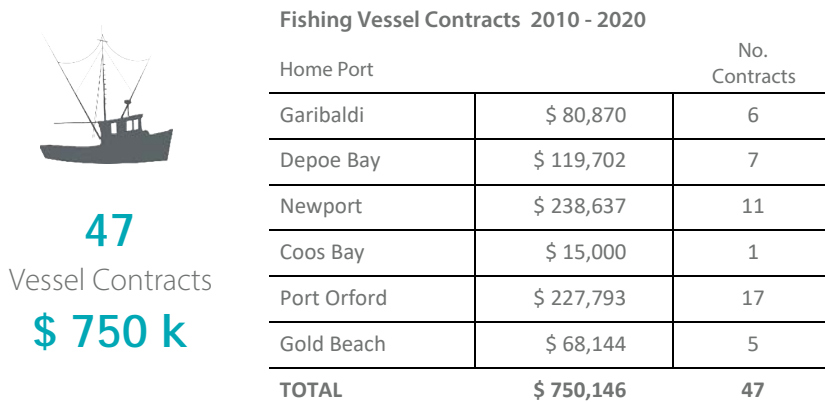 47
Vessel Contracts
$ 750 k
Fishing Vessel Contracts 2010 - 2020
Home Port No. Contracts
Garibaldi $ 80,870 6
Depoe Bay $ 119,702 7
Newport $ 238,637 11
Coos Bay $ 15,000 1
Port Orford $ 227,793 17
Gold Beach $ 68,144 5
TOTAL $ 750,146 47